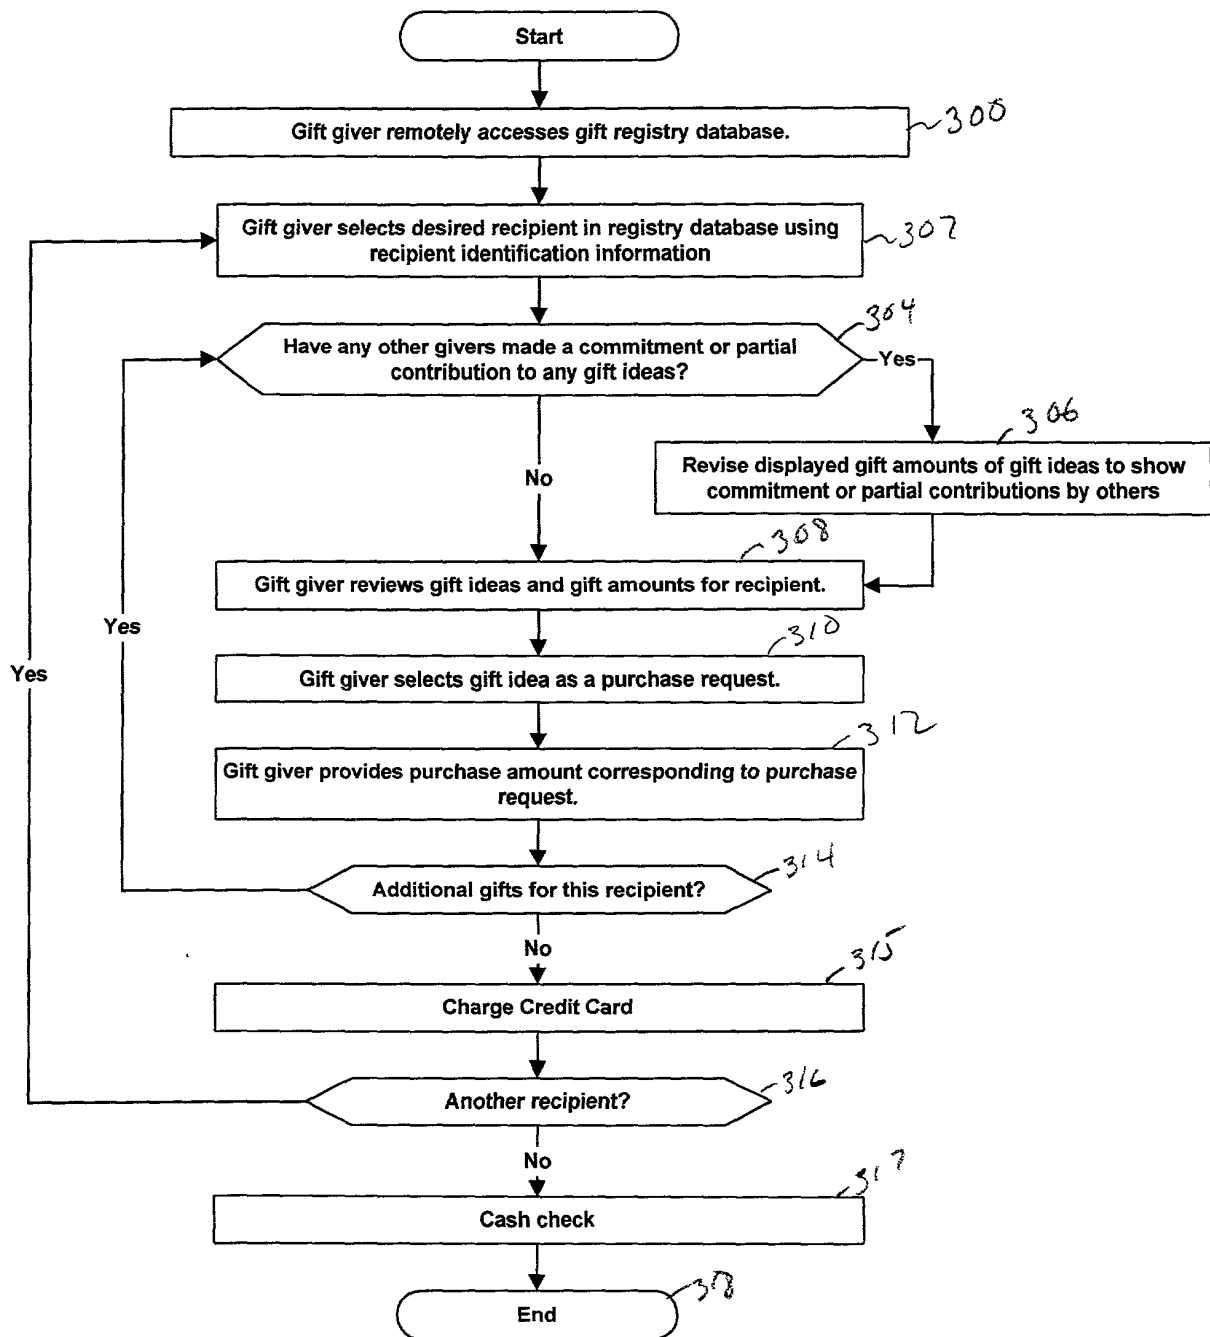 Start
Gift giver remotely accesses gift registry database.
300
Gift giver selects desired recipient in registry database using
recipient identification information
302
304
Have any other givers made a commitment or partial
contribution to any gift ideas?
Yes
306
Revise displayed gift amounts of gift ideas to show
commitment or partial contributions by others
No
308
Gift giver reviews gift ideas and gift amounts for recipient.
Yes
Yes
310
Gift giver selects gift idea as a purchase request.
312
Gift giver provides purchase amount corresponding to purchase
request.
314
Additional gifts for this recipient?
No
315
Charge Credit Card
316
Another recipient?
No
317
Cash check
318
End